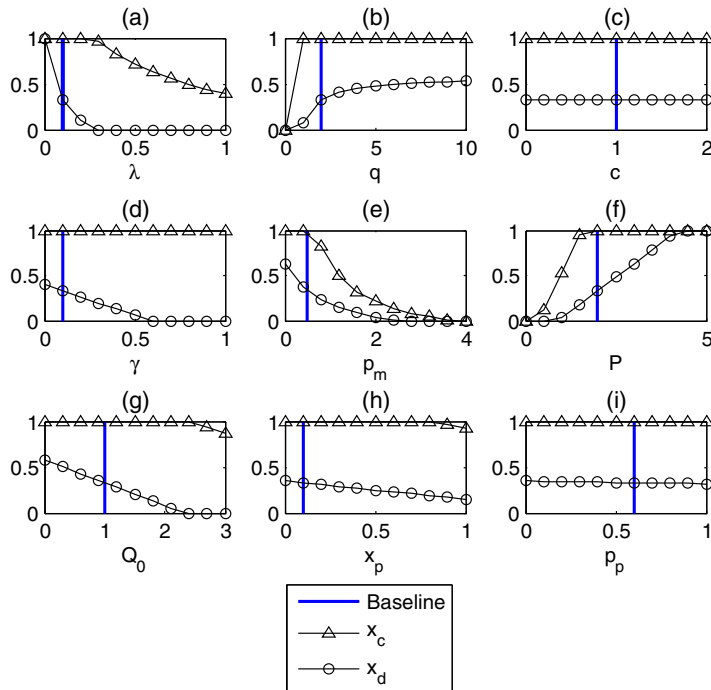 (a) (b) (c)
1 1 1
0.5 0.5 0.5
0 0 0
0 0.5 1 0 5 10 0 1 2
λ q c
(d) (e) (f)
1 1 1
0.5 0.5 0.5
0 0 0
0 0.5 1 0 2 4 0 5
γ p_m P
(g) (h) (i)
1 1 1
0.5 0.5 0.5
0 0 0
0 1 2 3 0 0.5 1 0 0.5 1
Q_0 x_p p_p
Baseline
x_c
x_d